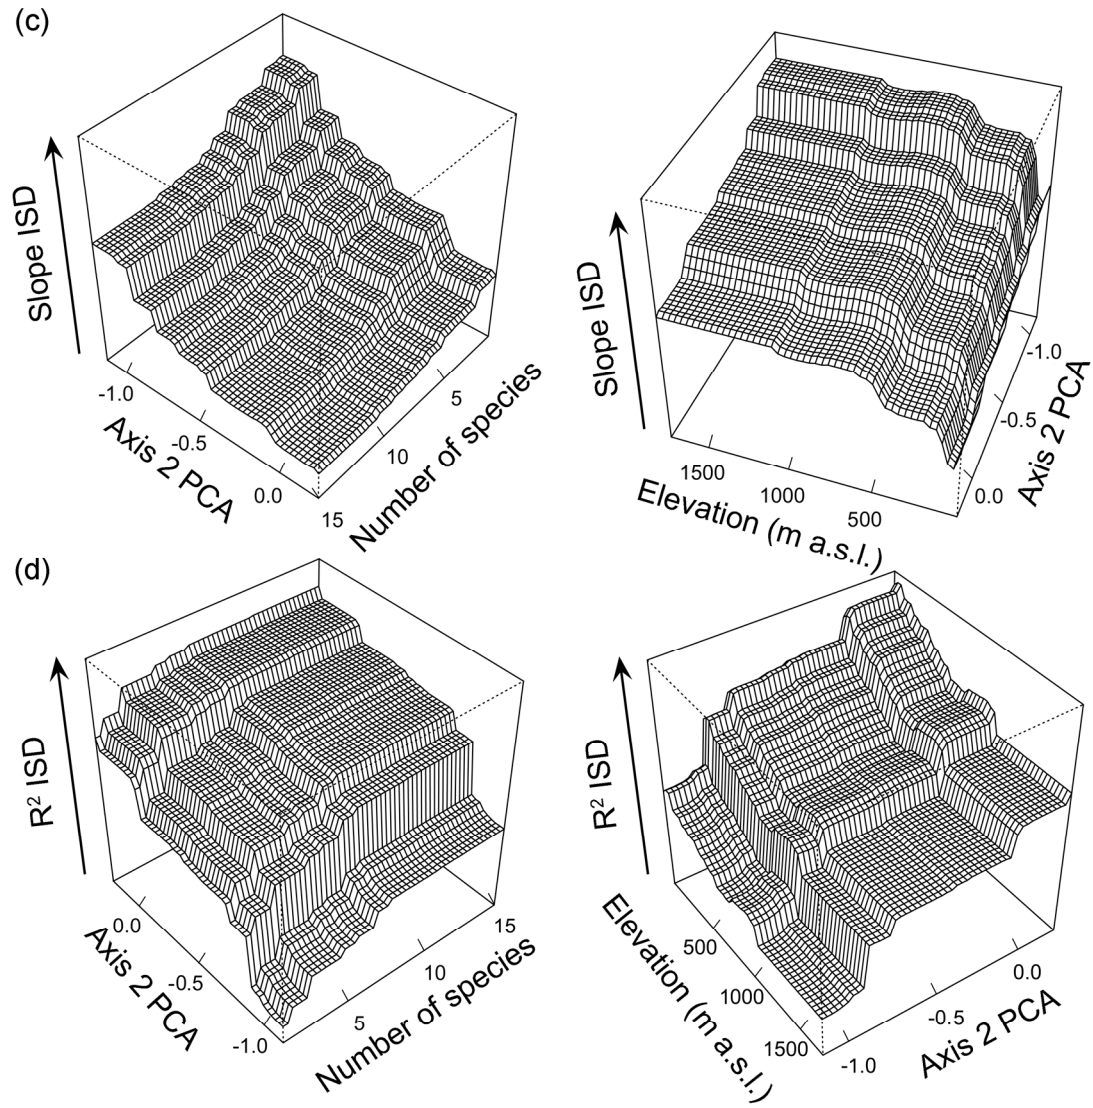 (c)
Slope ISD
-1.0
-0.5
0.0
Axis 2 PCA
5
10
15
Number of species
Slope ISD
1500
1000
500
Elevation (m a.s.l.)
-1.0
-0.5
0.0
Axis 2 PCA
(d)
R² ISD
0.0
-0.5
-1.0
Axis 2 PCA
5
10
15
Number of species
R² ISD
500
1000
1500
Elevation (m a.s.l.)
0.0
-0.5
-1.0
Axis 2 PCA